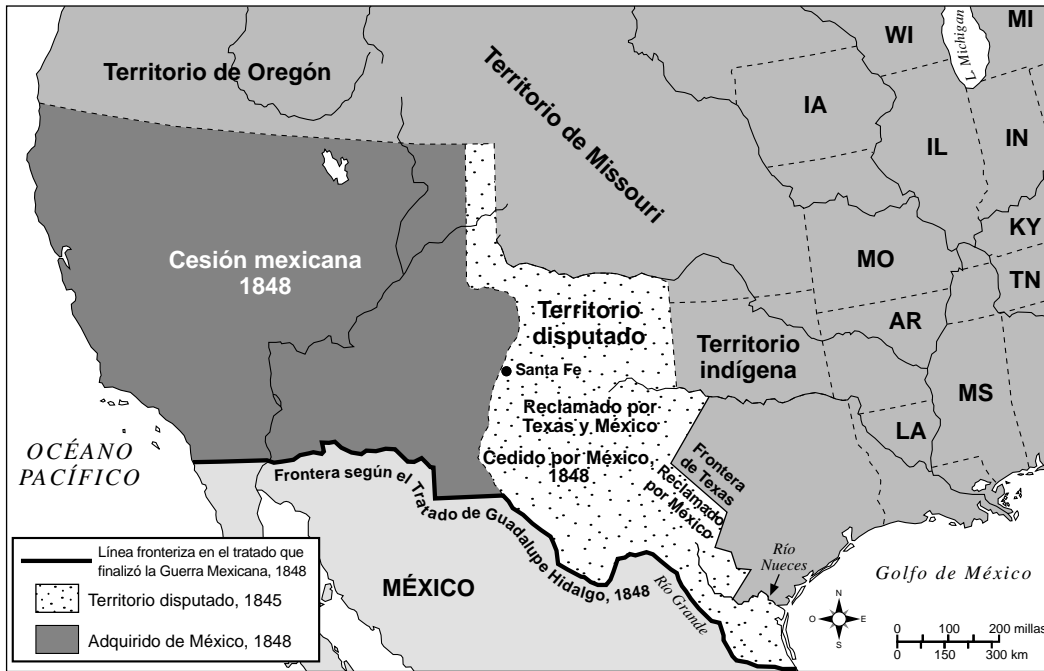 Territorio de Oregón
Territorio de Missouri
WI
MI
L. Michigan
IA
IL
IN
KY
MO
TN
AR
MS
LA
Cesión mexicana
1848
Territorio
disputado
Santa Fe
Territorio
indígena
Reclamado por
Texas y México
Cedido por México,
1848
Frontera
de Texas
Reclamado
por México
OCÉANO
PACÍFICO
Frontera según el Tratado de Guadalupe Hidalgo, 1848
MÉXICO
Río Grande
Río
Nueces
Golfo de México
Línea fronteriza en el tratado que
finalizó la Guerra Mexicana, 1848
Territorio disputado, 1845
Adquirido de México, 1848
N
O
E
S
0 100 200 millas
0 150 300 km